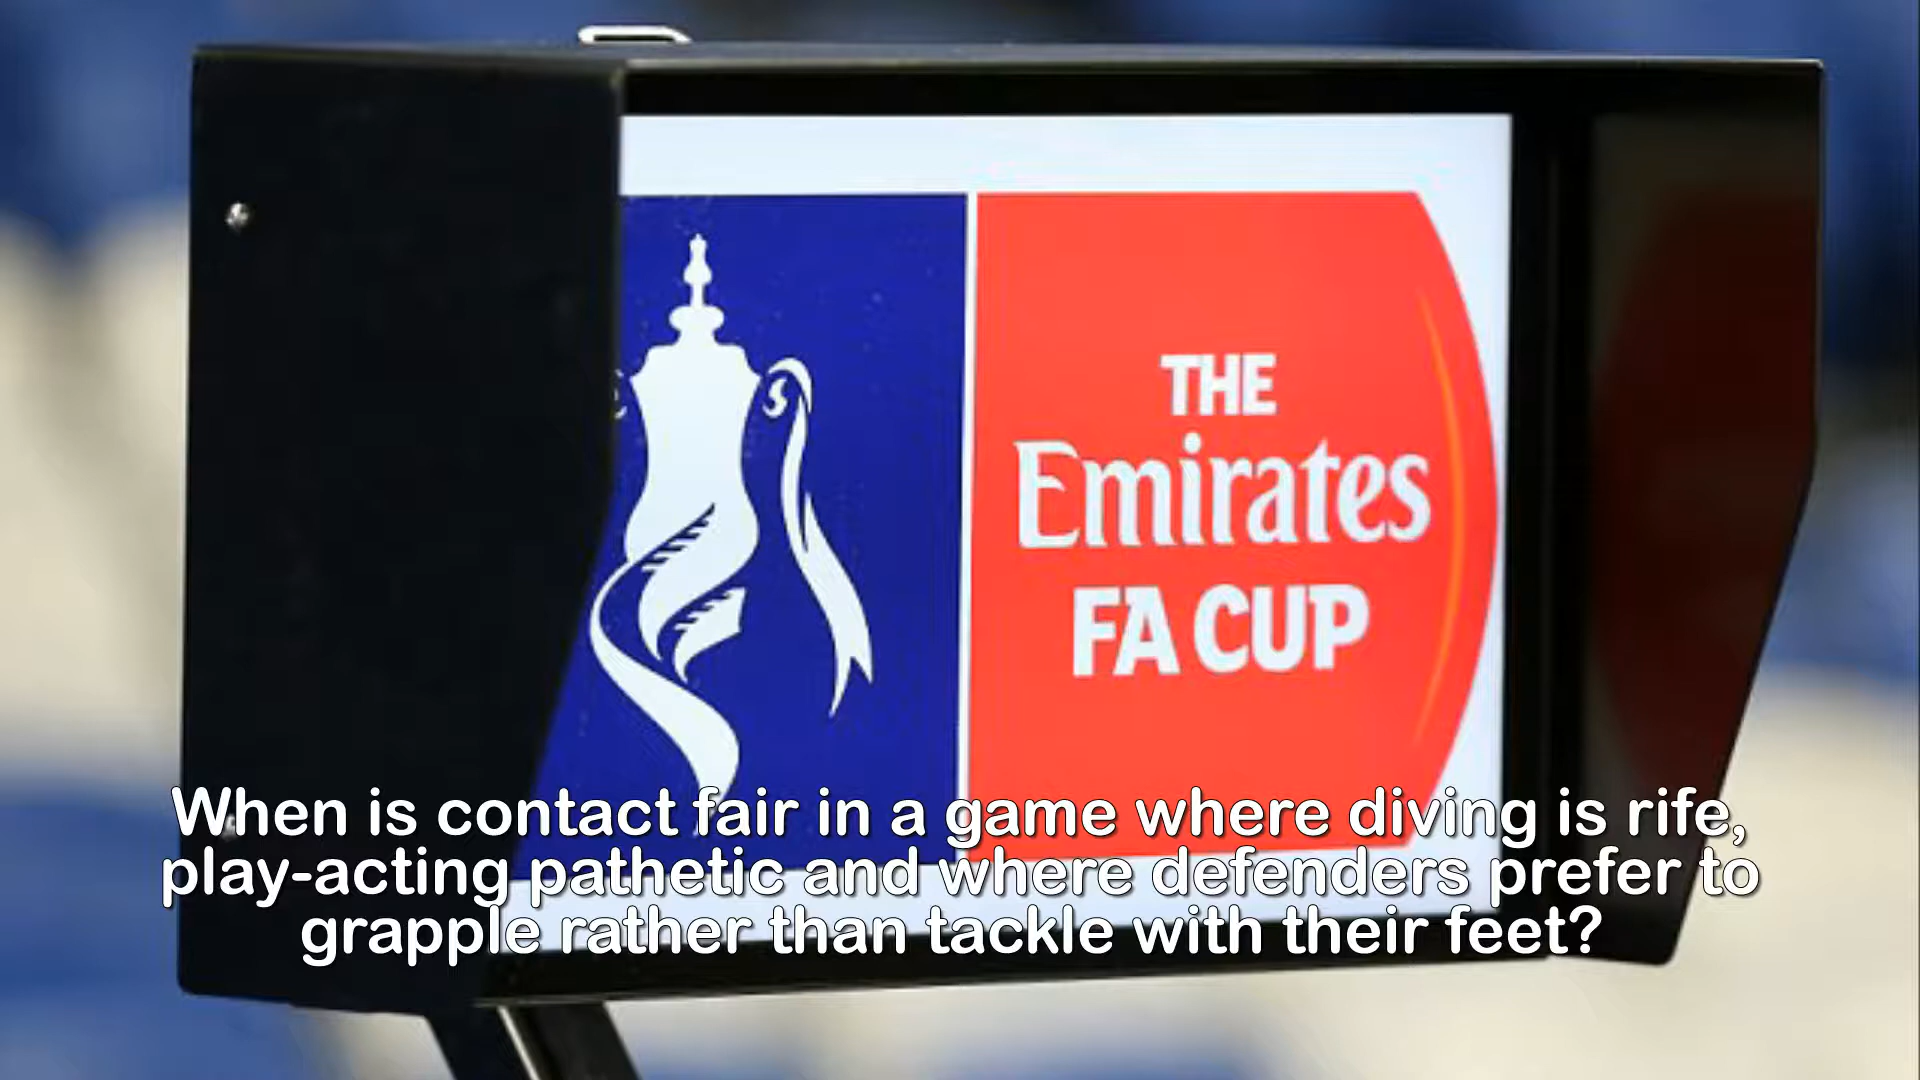 THE
Emirates
FA CUP
When is contact fair in a game where diving is rife,
play-acting pathetic and where defenders prefer to
grapple rather than tackle with their feet?